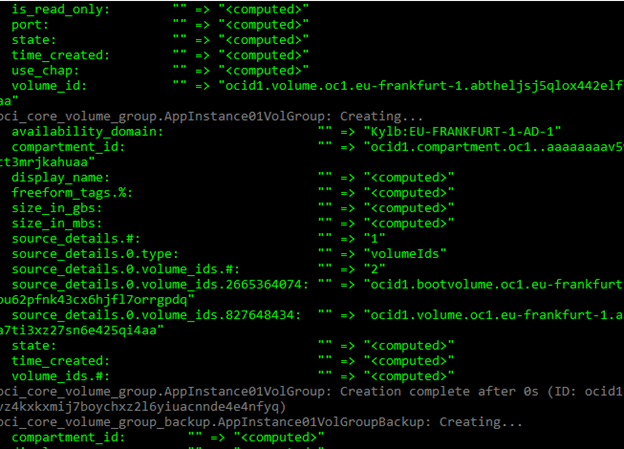 is_read_only: "" => "<computed>"
port: "" => "<computed>"
state: "" => "<computed>"
time_created: "" => "<computed>"
use_chap: "" => "<computed>"
volume_id: "" => "ocid1.volume.oc1.eu-frankfurt-1.abtheljsj5qlox442elf
aa"
oci_core_volume_group.AppInstance01VolGroup: Creating...
availability_domain: "" => "Kylb:EU-FRANKFURT-1-AD-1"
compartment_id: "" => "ocid1.compartment.oc1..aaaaaaaav5
ct3mrjkahuaa"
display_name: "" => "<computed>"
freeform_tags.%: "" => "<computed>"
size_in_gbs: "" => "<computed>"
size_in_mbs: "" => "<computed>"
source_details.#: "" => "1"
source_details.0.type: "" => "volumeIds"
source_details.0.volume_ids.#: "" => "2"
source_details.0.volume_ids.2665364074: "" => "ocid1.bootvolume.oc1.eu-frankfurt
ou62pfnk43cx6hjfl7orrgpdq"
source_details.0.volume_ids.827648434: "" => "ocid1.volume.oc1.eu-frankfurt-1.a
a7ti3xz27sn6e425qi4aa"
state: "" => "<computed>"
time_created: "" => "<computed>"
volume_ids.#: "" => "<computed>"
oci_core_volume_group.AppInstance01VolGroup: Creation complete after 0s (ID: ocid1
vz4kxkxmij7boychxz2l6yiuacnnde4e4nfyq)
oci_core_volume_group_backup.AppInstance01VolGroupBackup: Creating...
compartment_id: "" => "<computed>"